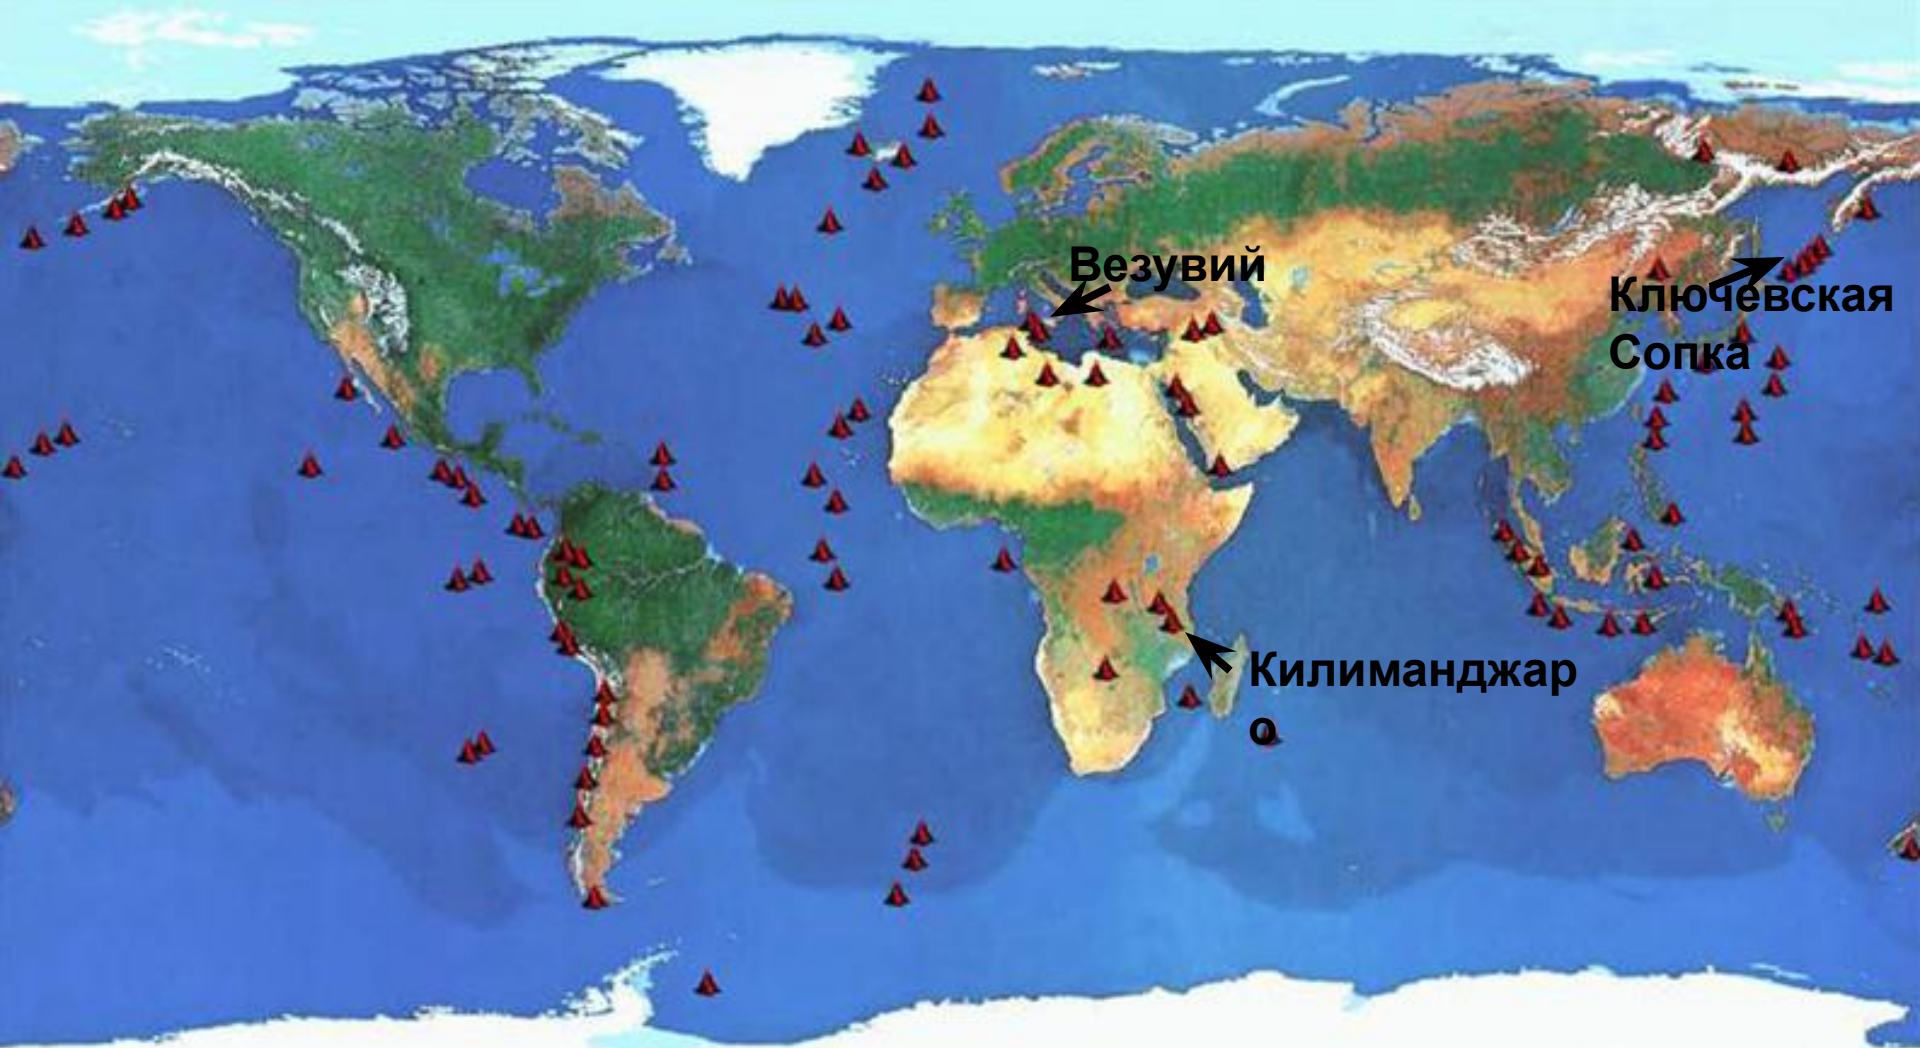 Везувий
Ключевская
Сопка
Килиманджар
о